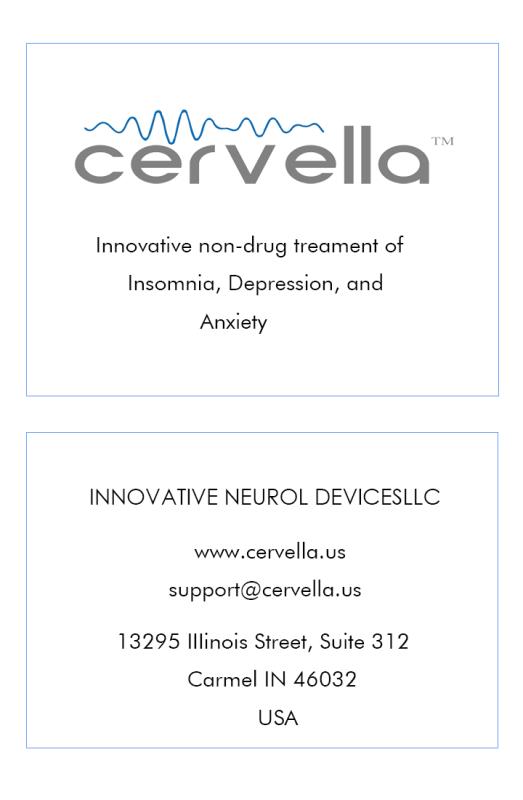 cervella™
Innovative non-drug treament of
Insomnia, Depression, and
Anxiety
INNOVATIVE NEUROL DEVICESLLC
www.cervella.us
support@cervella.us
13295 Illinois Street, Suite 312
Carmel IN 46032
USA